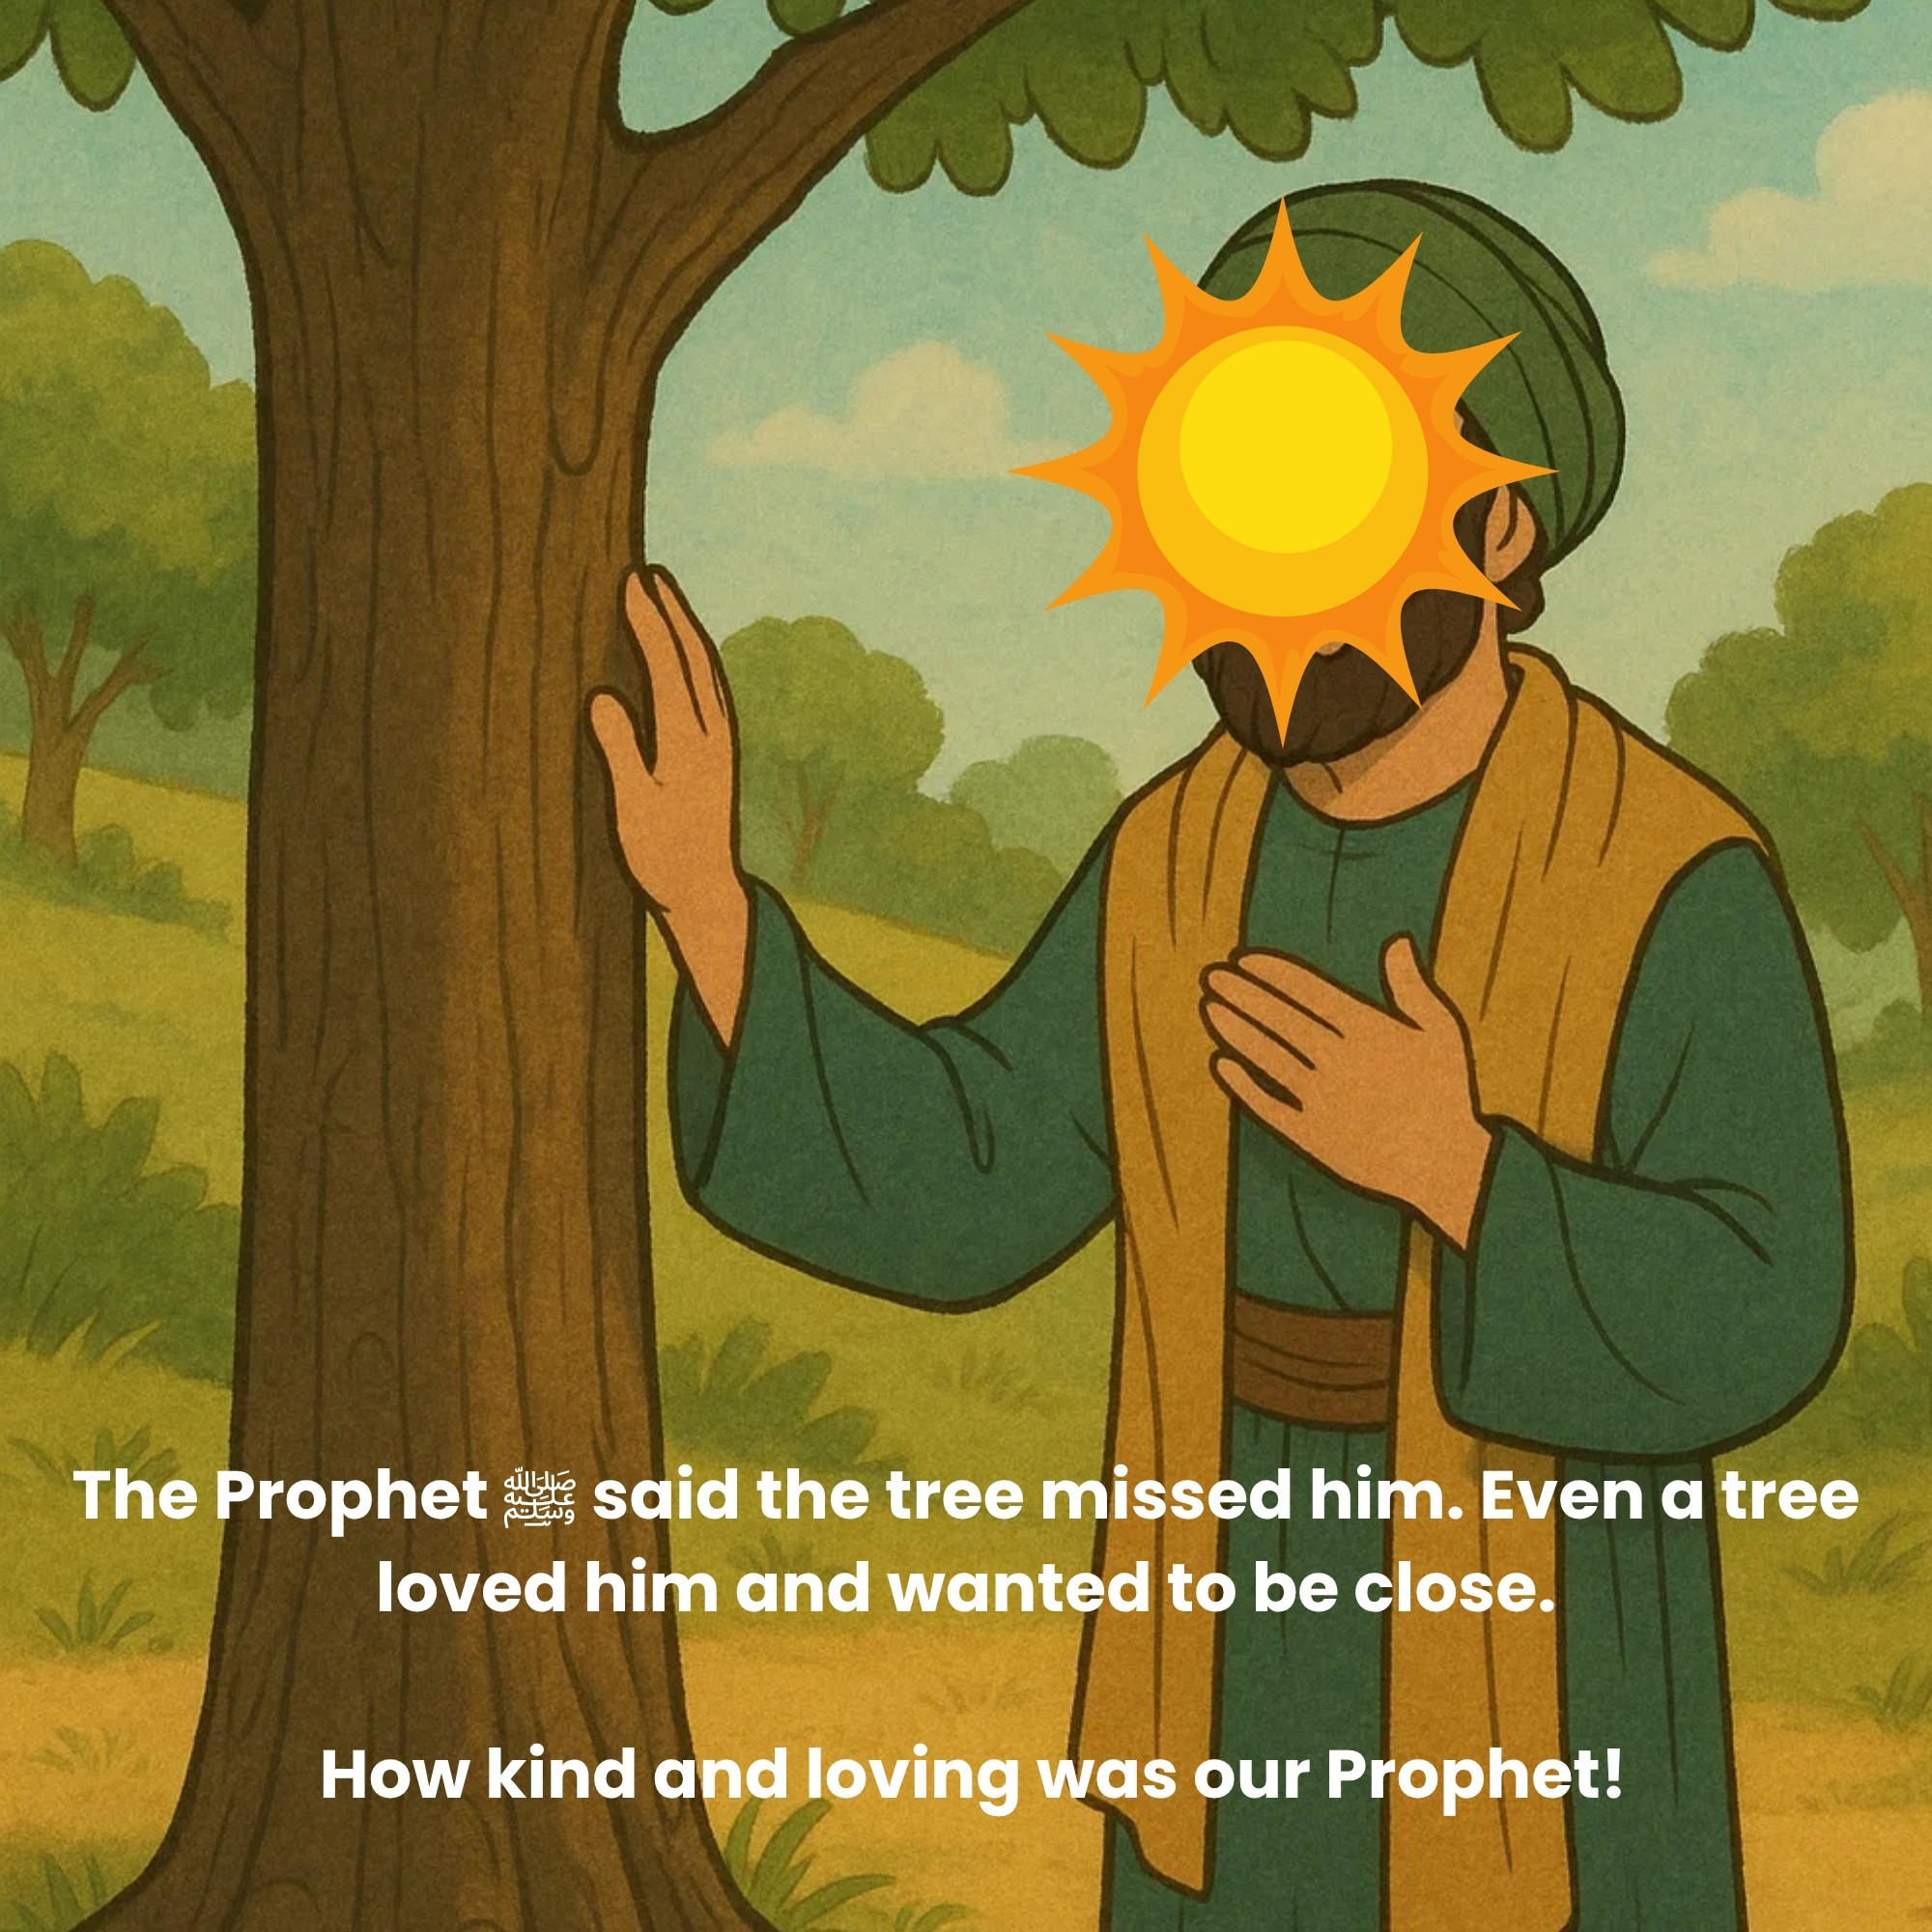 The Prophet ﷺ said the tree missed him. Even a tree
loved him and wanted to be close.
How kind and loving was our Prophet!